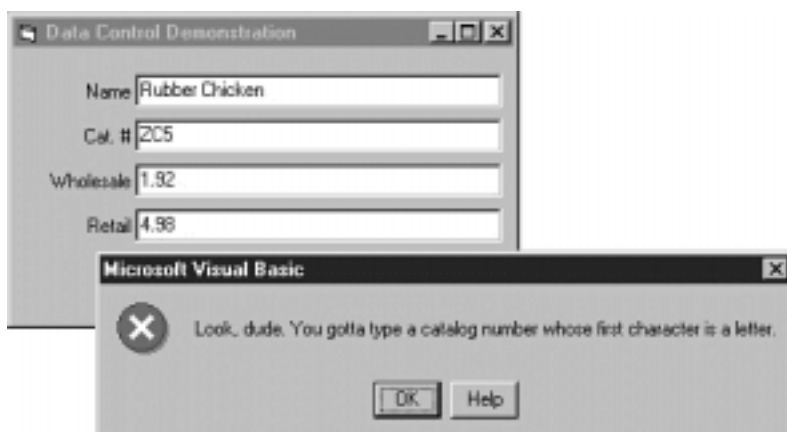 Data Control Demonstration
Name Rubber Chicken
Cat. # ZC5
Wholesale 1.92
Retail 4.98
Microsoft Visual Basic
Look, dude. You gotta type a catalog number whose first character is a letter.
OK Help